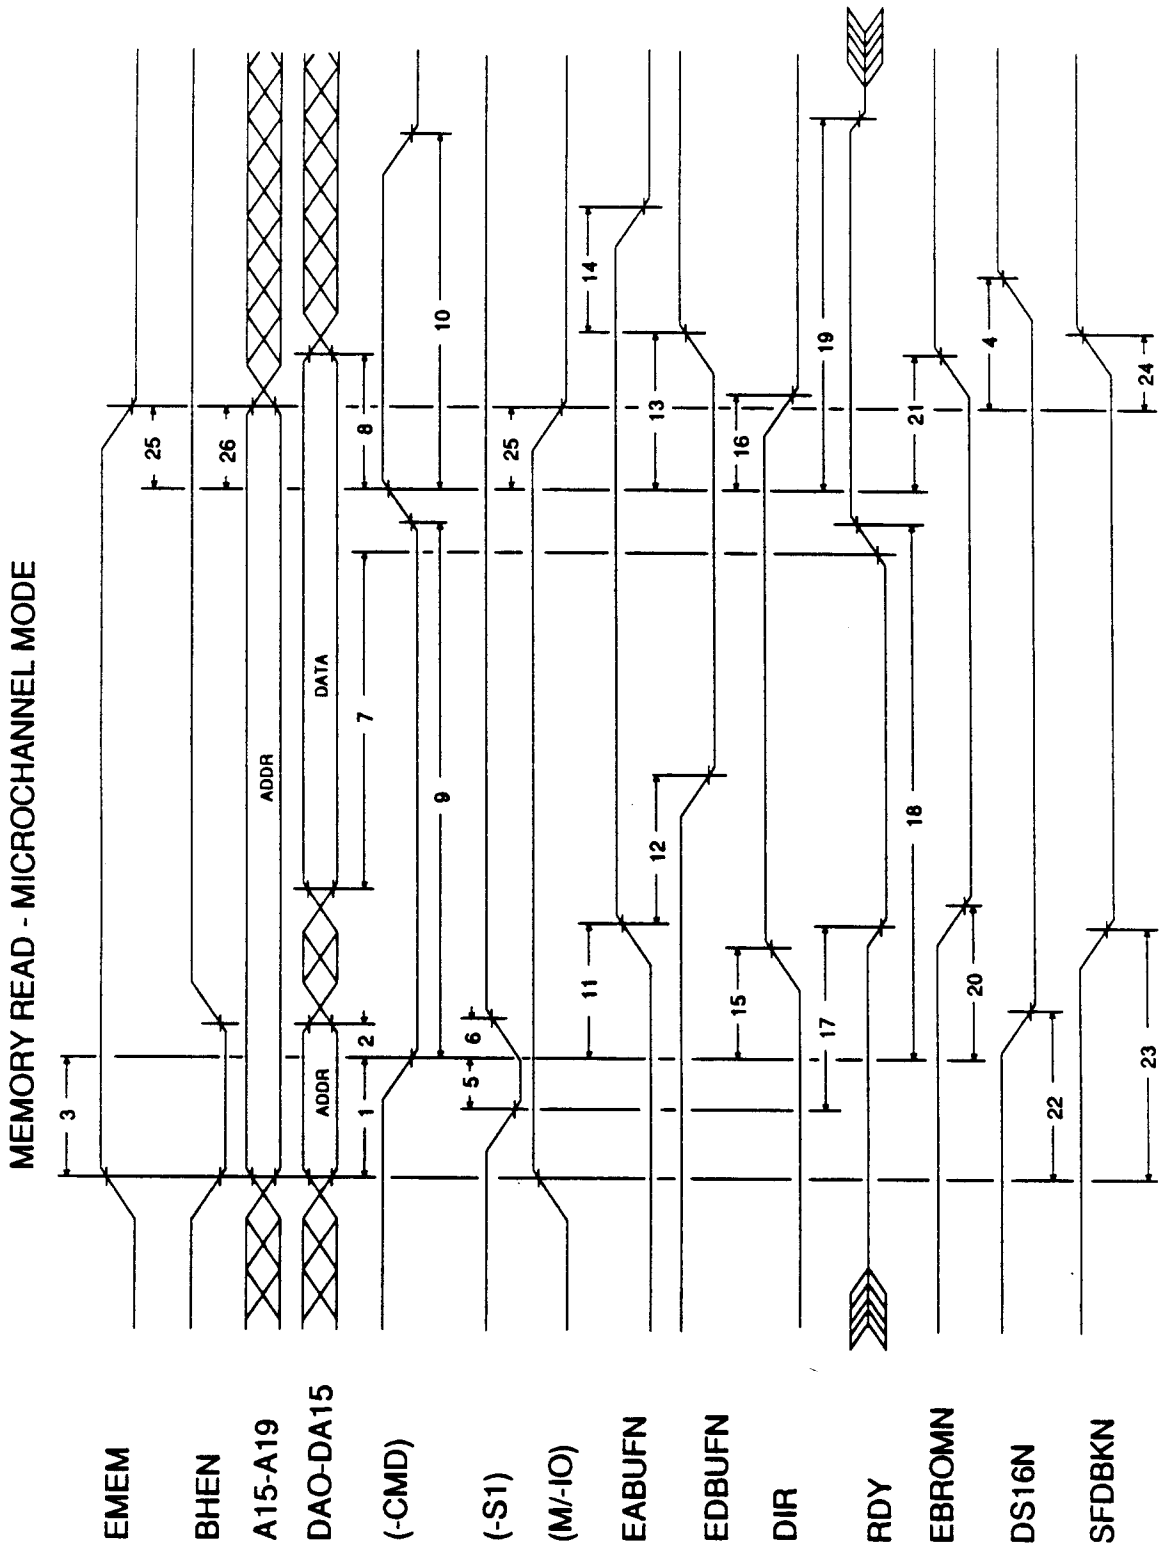 MEMORY READ - MICROCHANNEL MODE
EMEM
3
25
BHEN
26
A15-A19
ADDR
DAO-DA15
ADDR
DATA
1
2
7
8
(-CMD)
9
10
(-S1)
5
6
25
(M/-IO)
EABUFN
11
12
13
14
EDBUFN
DIR
15
16
17
19
RDY
18
21
EBROMN
20
4
DS16N
22
24
SFDBKN
23